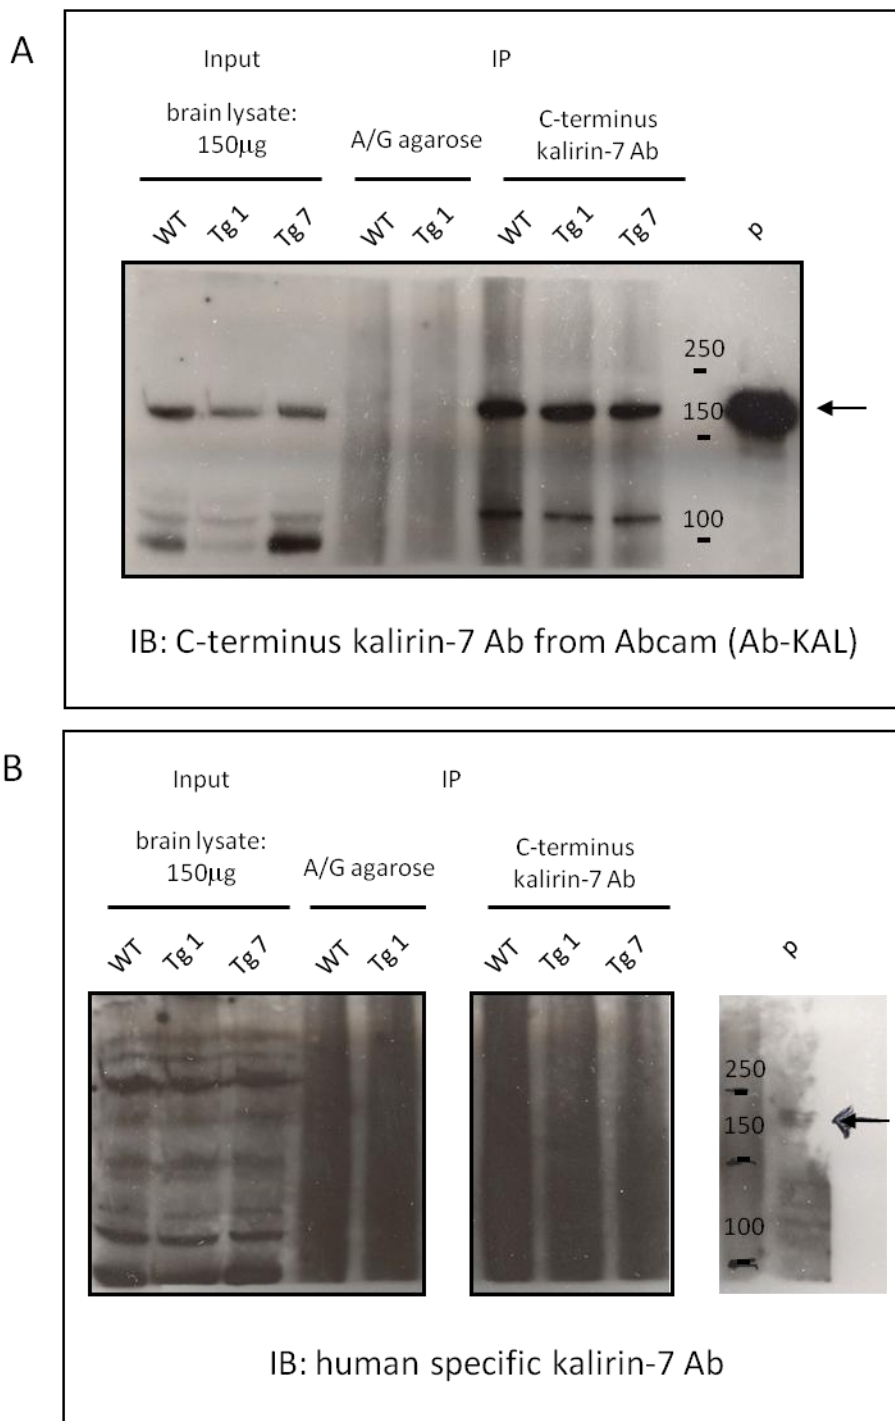 A
Input
IP
brain lysate:
150μg
A/G agarose
C-terminus
kalirin-7 Ab
WT Tg 1 Tg 7 WT Tg 1 WT Tg 1 Tg 7 p
250
150
100
IB: C-terminus kalirin-7 Ab from Abcam (Ab-KAL)
B
Input
IP
brain lysate:
150μg
A/G agarose
C-terminus
kalirin-7 Ab
WT Tg 1 Tg 7 WT Tg 1 WT Tg 1 Tg 7 p
250
150
100
IB: human specific kalirin-7 Ab